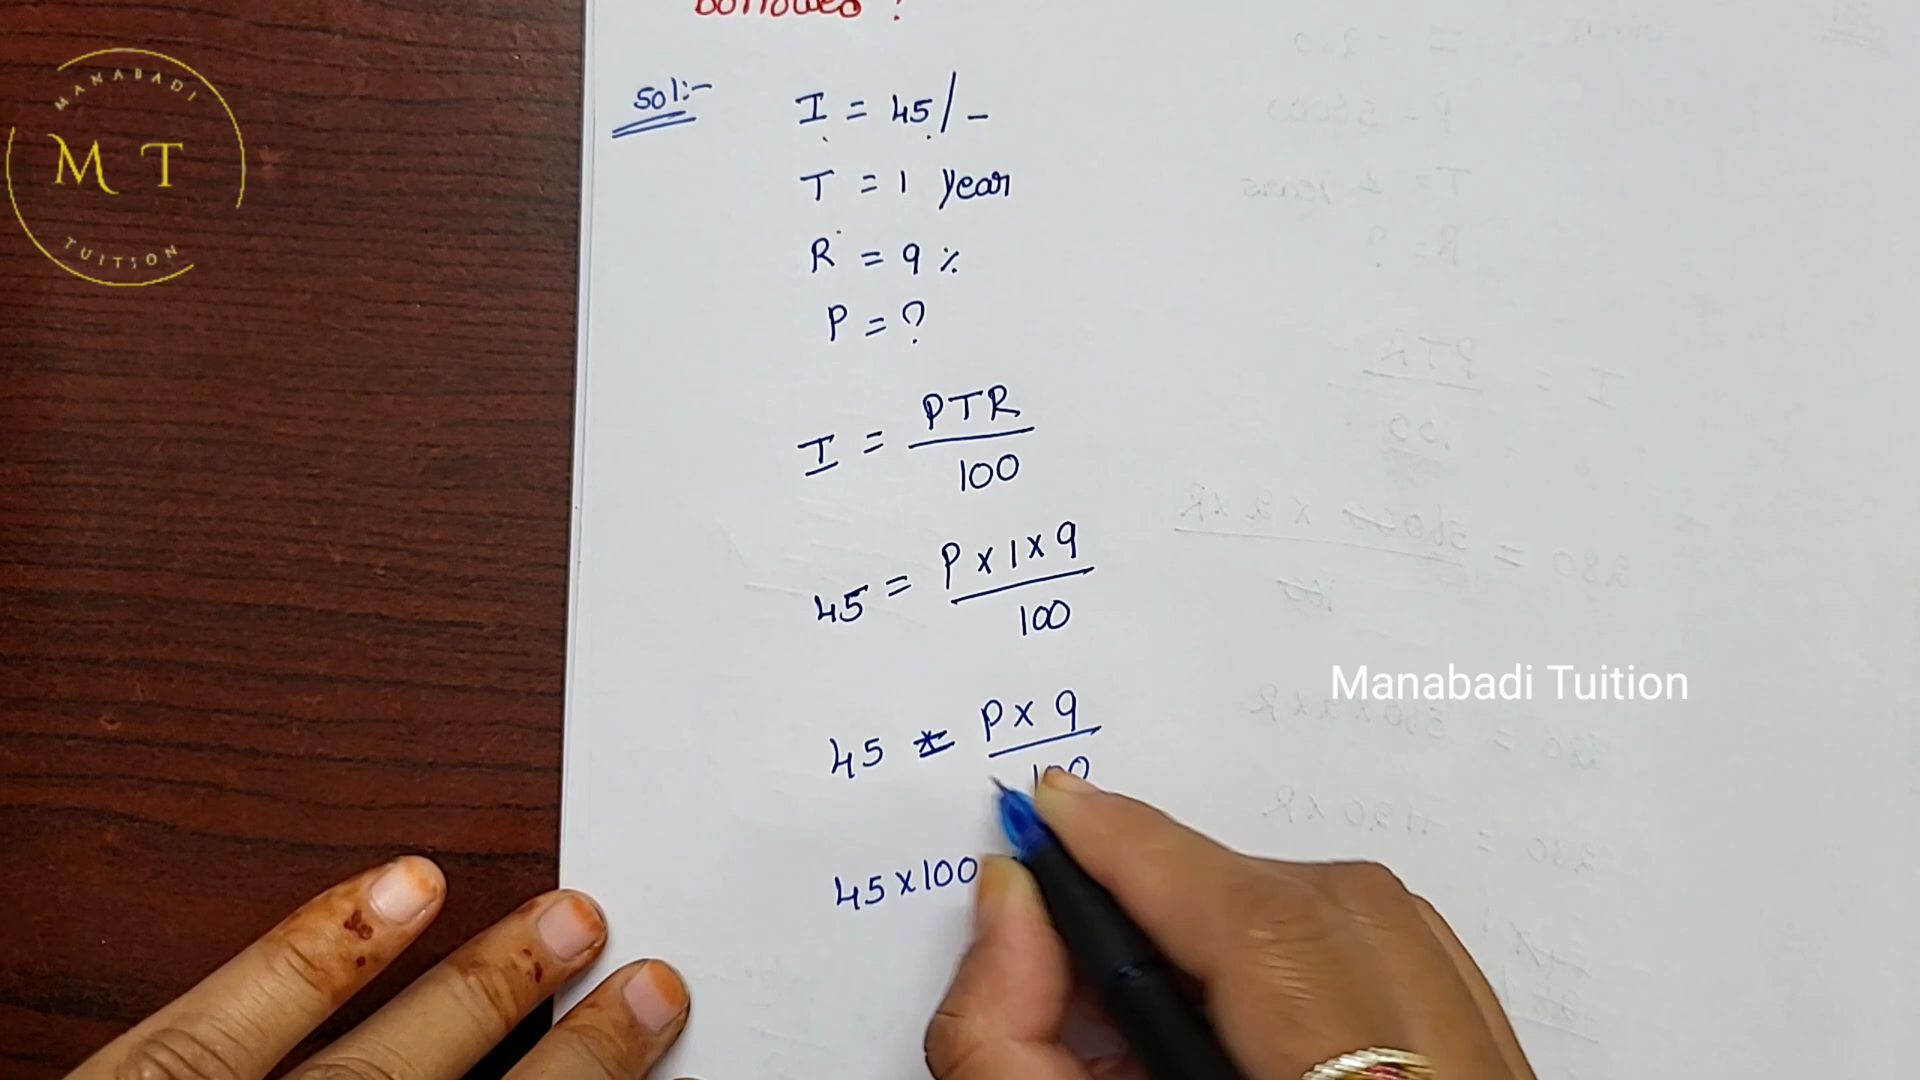 borrowed ?
MANABADI
M T
TUITION
Sol:-
I = 45/-
T = 1 year
R = 9 %
P = ?
I = PTR / 100
45 = P x 1 x 9 / 100
45 = P x 9 / 100
45 x 100
Manabadi Tuition